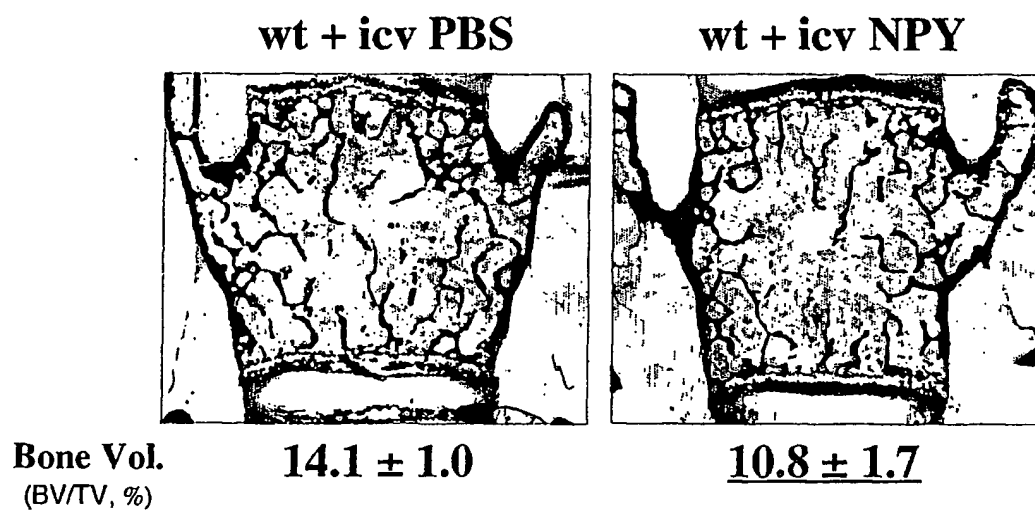 wt + icv PBS wt + icv NPY
Bone Vol. 14.1 ± 1.0 10.8 ± 1.7
(BV/TV, %)